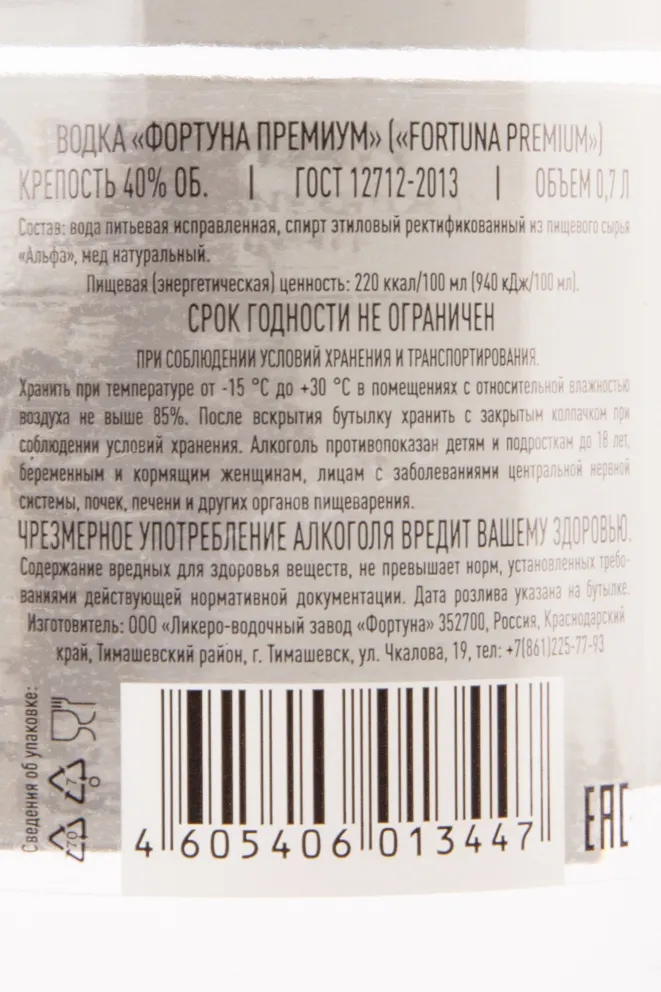 ВОДКА «ФОРТУНА ПРЕМИУМ» («FORTUNA PREMIUM»)
КРЕПОСТЬ 40% ОБ. | ГОСТ 12712-2013 | ОБЪЕМ 0,7 Л
Состав: вода питьевая исправленная, спирт этиловый ректификованный из пищевого сырья
«Альфа», мед натуральный.
Пищевая (энергетическая) ценность: 220 ккал/100 мл (940 кДж/100 мл).
СРОК ГОДНОСТИ НЕ ОГРАНИЧЕН
ПРИ СОБЛЮДЕНИИ УСЛОВИЙ ХРАНЕНИЯ И ТРАНСПОРТИРОВАНИЯ.
Хранить при температуре от -15 °С до +30 °С в помещениях с относительной влажностью
воздуха не выше 85%. После вскрытия бутылку хранить с закрытым колпачком при
соблюдении условий хранения. Алкоголь противопоказан детям и подросткам до 18 лет,
беременным и кормящим женщинам, лицам с заболеваниями центральной нервной
системы, почек, печени и других органов пищеварения.
ЧРЕЗМЕРНОЕ УПОТРЕБЛЕНИЕ АЛКОГОЛЯ ВРЕДИТ ВАШЕМУ ЗДОРОВЬЮ.
Содержание вредных для здоровья веществ, не превышает норм, установленных требо-
ваниями действующей нормативной документации. Дата розлива указана на бутылке.
Изготовитель: ООО «Ликеро-водочный завод «Фортуна» 352700, Россия, Краснодарский
край, Тимашевский район, г. Тимашевск, ул. Чкалова, 19, тел: +7(861)225-77-93
Сведения об упаковке:
7
70
4 605406 013447
EAC